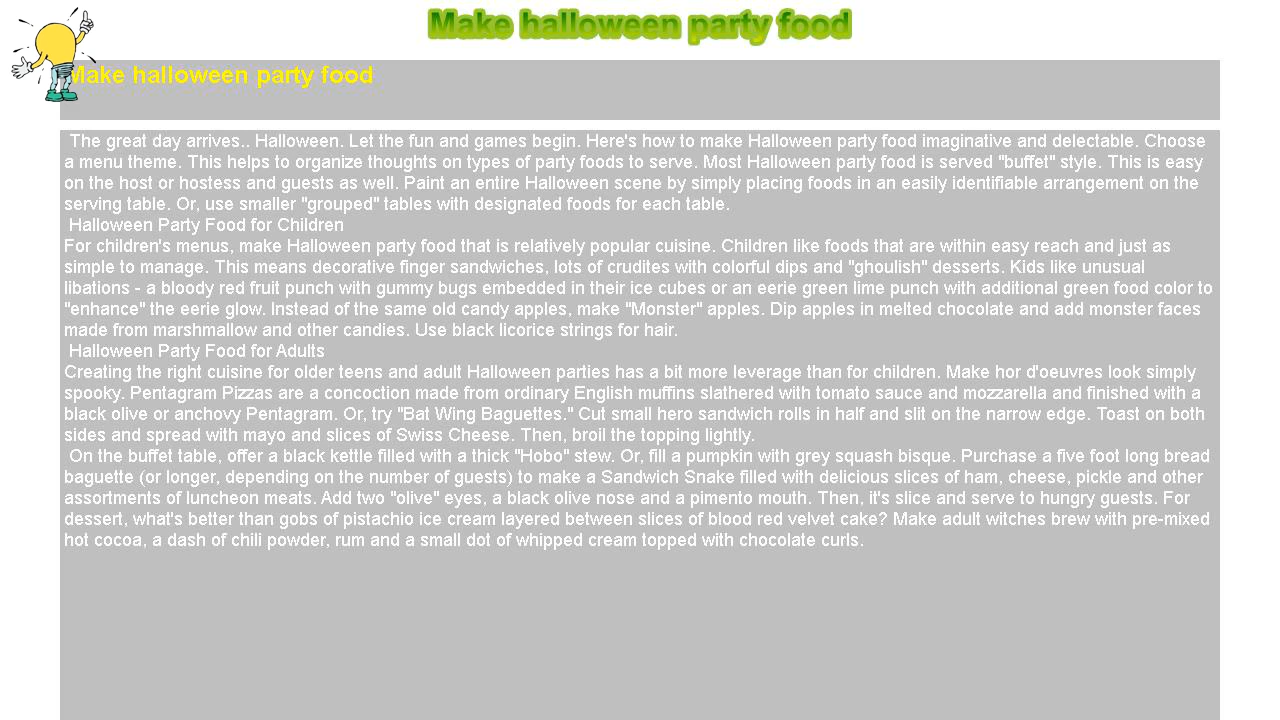 Make halloween party food
Make halloween party food
The great day arrives.. Halloween. Let the fun and games begin. Here's how to make Halloween party food imaginative and delectable. Choose
a menu theme. This helps to organize thoughts on types of party foods to serve. Most Halloween party food is served "buffet" style. This is easy
on the host or hostess and guests as well. Paint an entire Halloween scene by simply placing foods in an easily identifiable arrangement on the
serving table. Or, use smaller "grouped" tables with designated foods for each table.
Halloween Party Food for Children
For children's menus, make Halloween party food that is relatively popular cuisine. Children like foods that are within easy reach and just as
simple to manage. This means decorative finger sandwiches, lots of crudites with colorful dips and "ghoulish" desserts. Kids like unusual
libations - a bloody red fruit punch with gummy bugs embedded in their ice cubes or an eerie green lime punch with additional green food color to
"enhance" the eerie glow. Instead of the same old candy apples, make "Monster" apples. Dip apples in melted chocolate and add monster faces
made from marshmallow and other candies. Use black licorice strings for hair.
Halloween Party Food for Adults
Creating the right cuisine for older teens and adult Halloween parties has a bit more leverage than for children. Make hor d'oeuvres look simply
spooky. Pentagram Pizzas are a concoction made from ordinary English muffins slathered with tomato sauce and mozzarella and finished with a
black olive or anchovy Pentagram. Or, try "Bat Wing Baguettes." Cut small hero sandwich rolls in half and slit on the narrow edge. Toast on both
sides and spread with mayo and slices of Swiss Cheese. Then, broil the topping lightly.
On the buffet table, offer a black kettle filled with a thick "Hobo" stew. Or, fill a pumpkin with grey squash bisque. Purchase a five foot long bread
baguette (or longer, depending on the number of guests) to make a Sandwich Snake filled with delicious slices of ham, cheese, pickle and other
assortments of luncheon meats. Add two "olive" eyes, a black olive nose and a pimento mouth. Then, it's slice and serve to hungry guests. For
dessert, what's better than gobs of pistachio ice cream layered between slices of blood red velvet cake? Make adult witches brew with pre-mixed
hot cocoa, a dash of chili powder, rum and a small dot of whipped cream topped with chocolate curls.